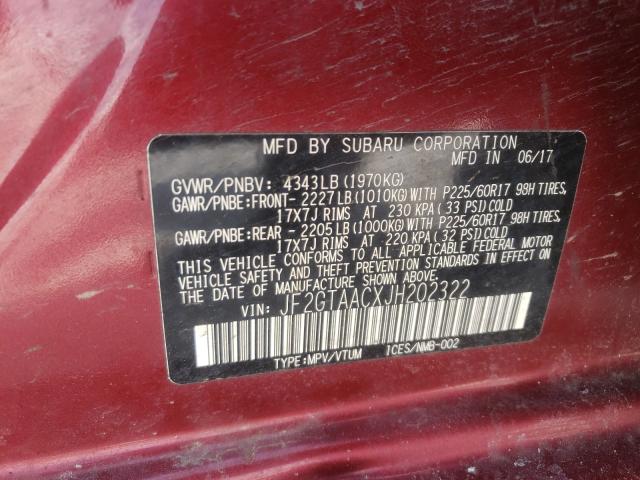 MFD BY SUBARU CORPORATION
MFD IN 06/17
GVWR/PNBV: 4343LB (1970KG)
GAWR/PNBE:FRONT- 2227LB (1010KG) WITH P225/60R17 98H TIRES,
17X7J RIMS AT 230 KPA ( 33 PSI) COLD
GAWR/PNBE:REAR - 2205LB (1000KG) WITH P225/60R17 98H TIRES,
17X7J RIMS AT 220 KPA ( 32 PSI) COLD
THIS VEHICLE CONFORMS TO ALL APPLICABLE FEDERAL MOTOR
VEHICLE SAFETY AND THEFT PREVENTION STANDARDS IN EFFECT ON
THE DATE OF MANUFACTURE SHOWN ABOVE.
VIN: JF2GTAACXJH202322
TYPE:MPV/VTUM ICES/NMB-002